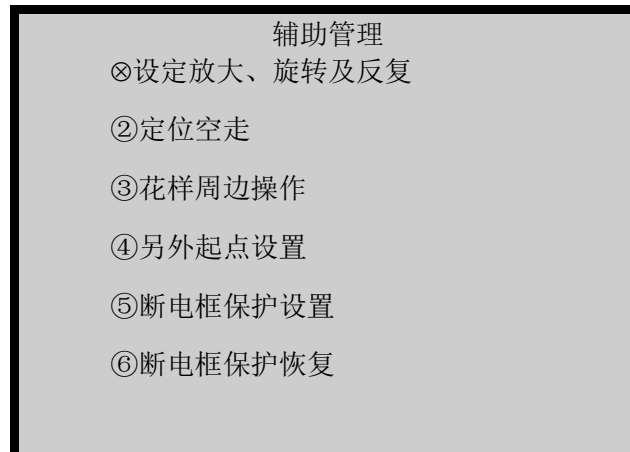 辅助管理
⊗设定放大、旋转及反复
②定位空走
③花样周边操作
④另外起点设置
⑤断电框保护设置
⑥断电框保护恢复